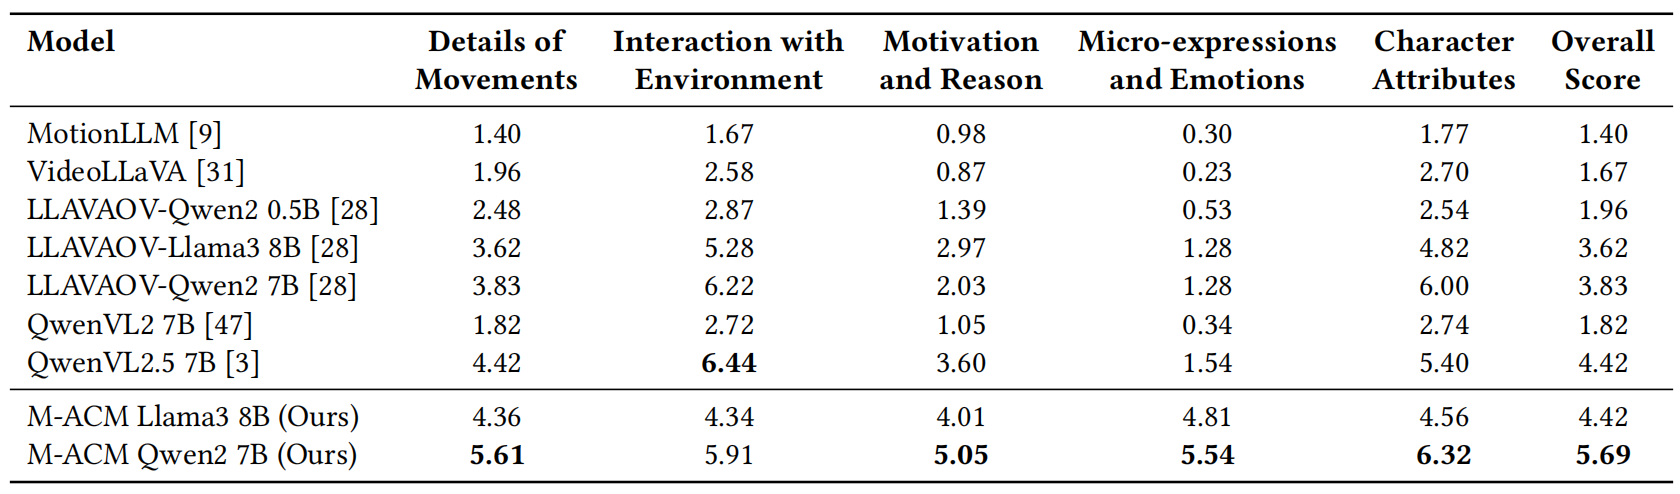 Model Details of Movements Interaction with Environment Motivation and Reason Micro-expressions and Emotions Character Attributes Overall Score
MotionLLM [9] 1.40 1.67 0.98 0.30 1.77 1.40
VideoLLaVA [31] 1.96 2.58 0.87 0.23 2.70 1.67
LLAVAOV-Qwen2 0.5B [28] 2.48 2.87 1.39 0.53 2.54 1.96
LLAVAOV-Llama3 8B [28] 3.62 5.28 2.97 1.28 4.82 3.62
LLAVAOV-Qwen2 7B [28] 3.83 6.22 2.03 1.28 6.00 3.83
QwenVL2 7B [47] 1.82 2.72 1.05 0.34 2.74 1.82
QwenVL2.5 7B [3] 4.42 6.44 3.60 1.54 5.40 4.42
M-ACM Llama3 8B (Ours) 4.36 4.34 4.01 4.81 4.56 4.42
M-ACM Qwen2 7B (Ours) 5.61 5.91 5.05 5.54 6.32 5.69